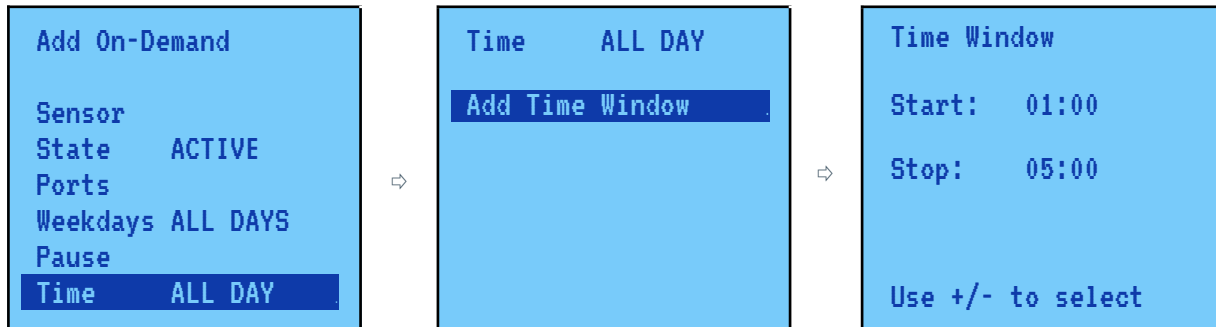 Add On-Demand
Sensor
State ACTIVE
Ports
Weekdays ALL DAYS
Pause
Time ALL DAY
Time ALL DAY
Add Time Window
Time Window
Start: 01:00
Stop: 05:00
Use +/- to select